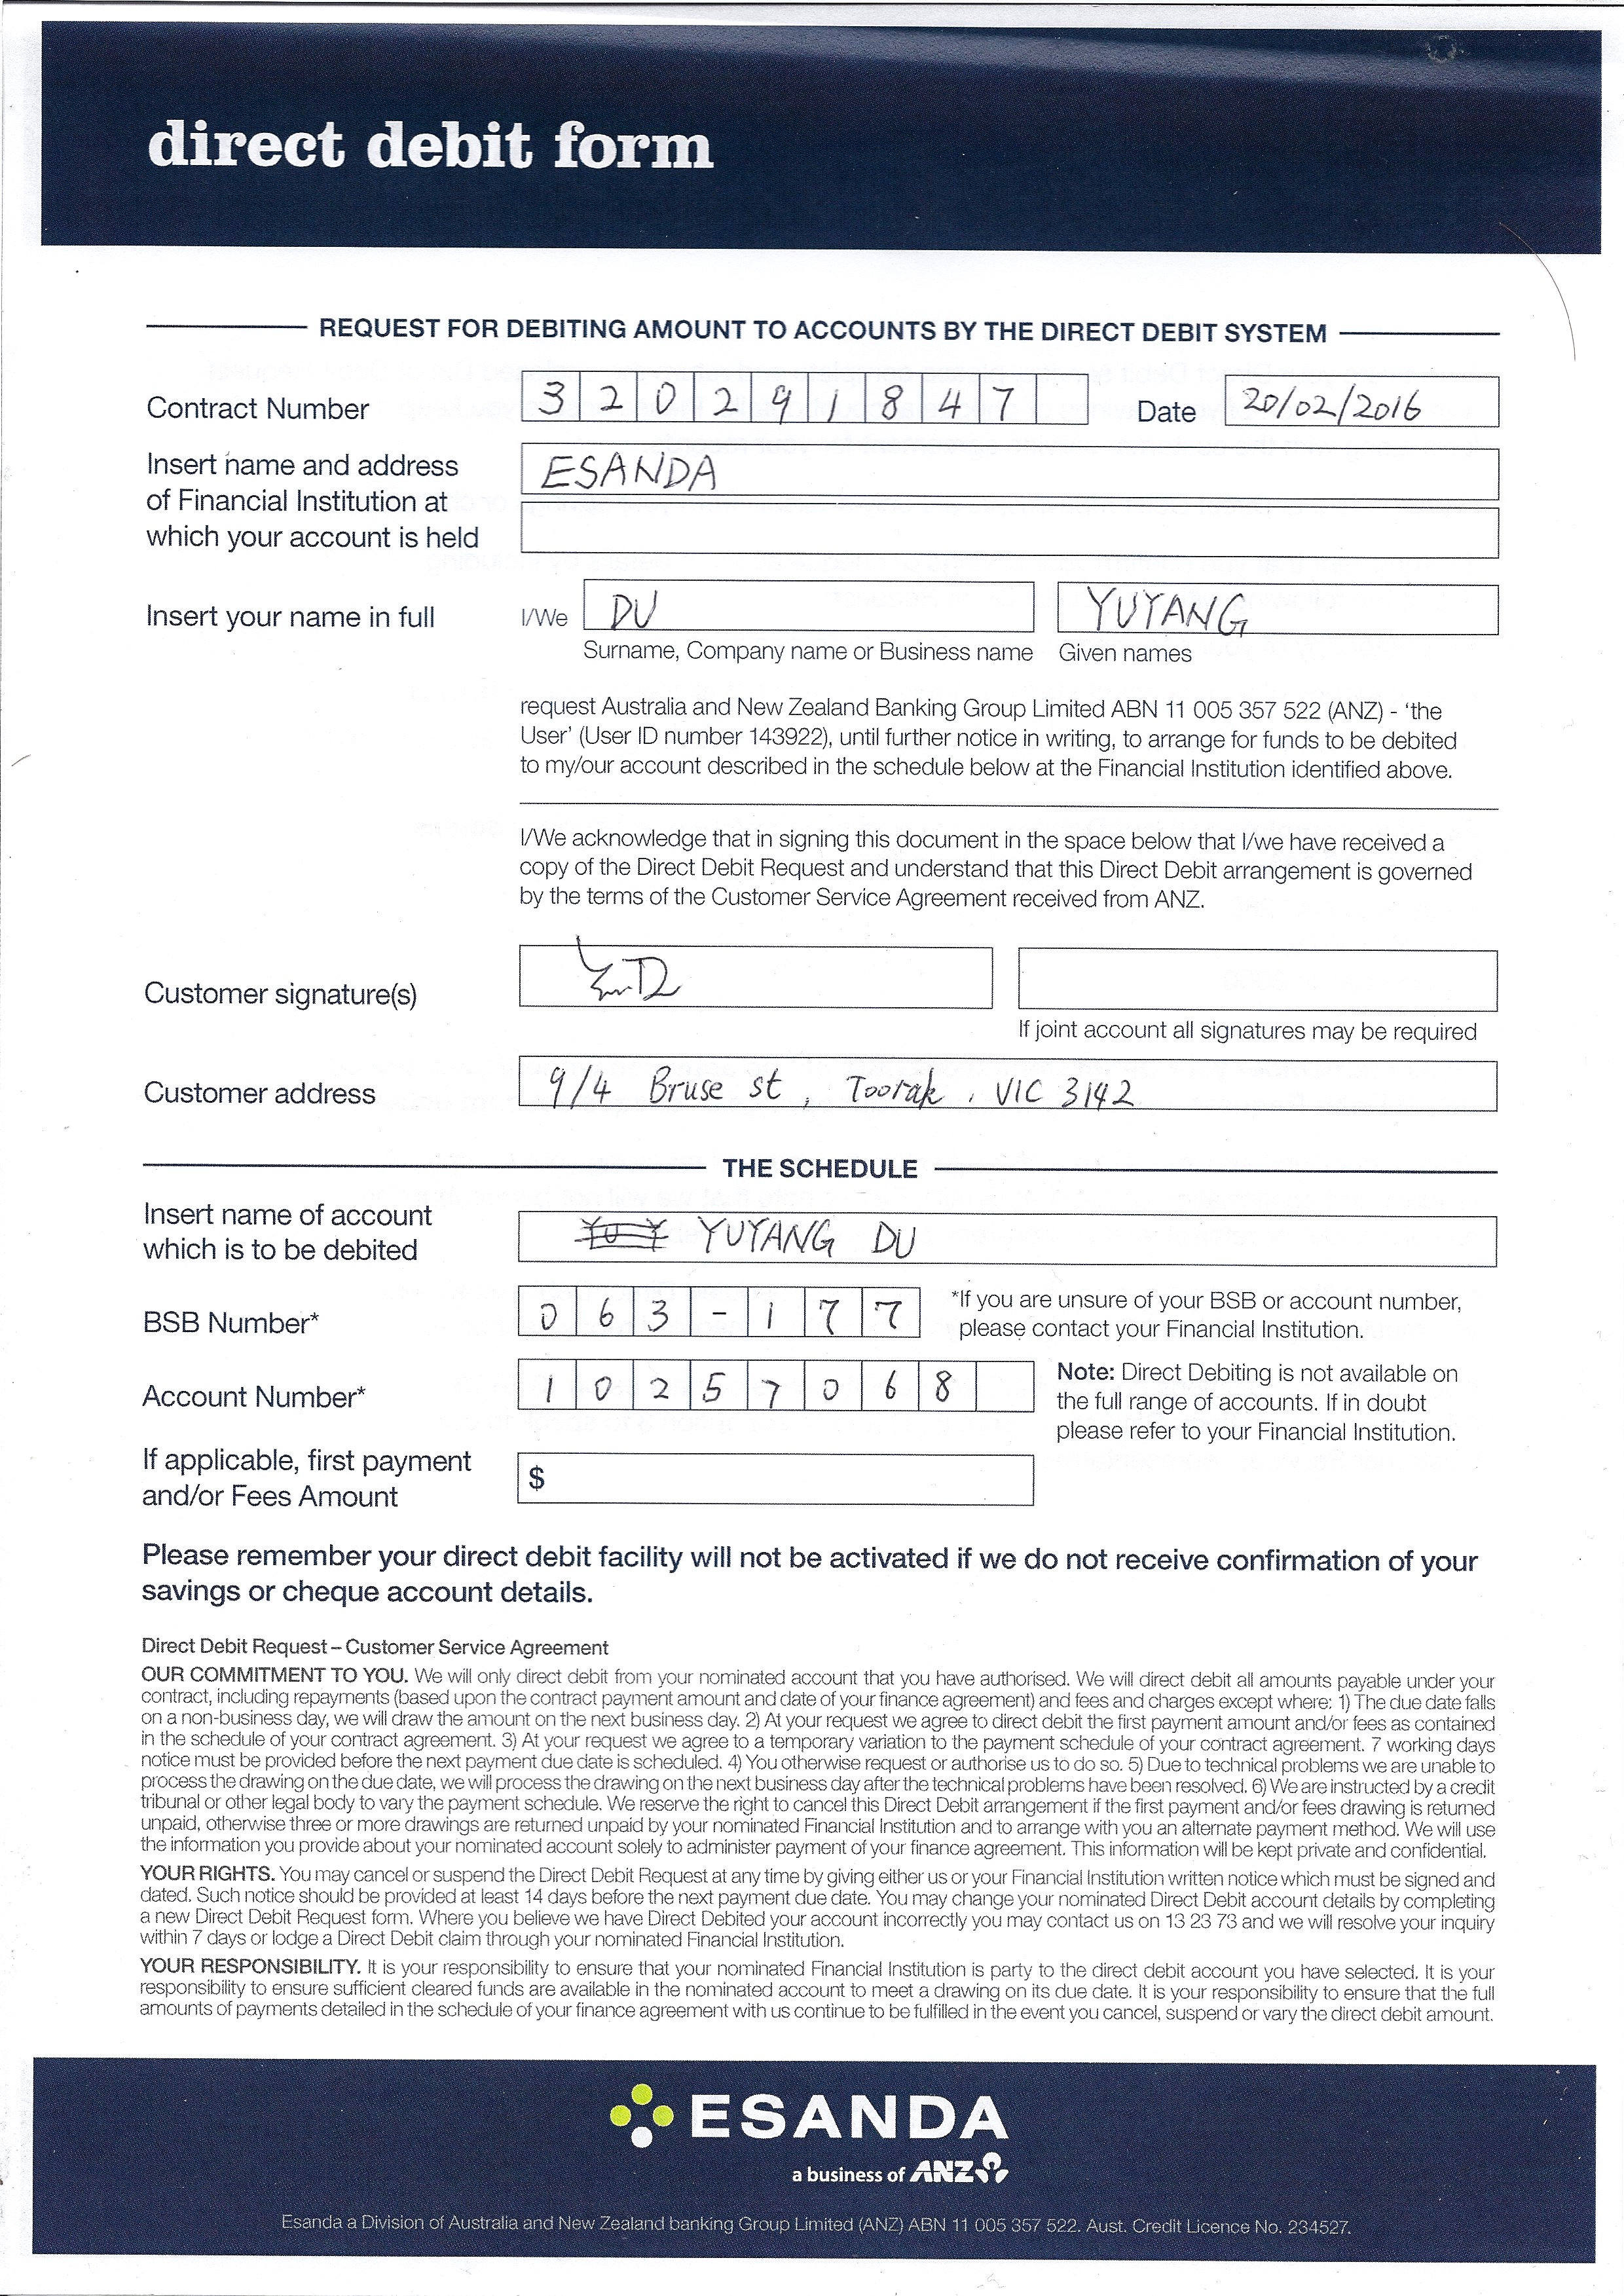 direct debit form
REQUEST FOR DEBITING AMOUNT TO ACCOUNTS BY THE DIRECT DEBIT SYSTEM
Contract Number 3 2 0 2 9 1 8 4 7 Date 20/02/2016
Insert name and address
of Financial Institution at
which your account is held
ESANDA
Insert your name in full I/We DU YUYANG
Surname, Company name or Business name Given names
request Australia and New Zealand Banking Group Limited ABN 11 005 357 522 (ANZ) - ‘the
User’ (User ID number 143922), until further notice in writing, to arrange for funds to be debited
to my/our account described in the schedule below at the Financial Institution identified above.
I/We acknowledge that in signing this document in the space below that I/we have received a
copy of the Direct Debit Request and understand that this Direct Debit arrangement is governed
by the terms of the Customer Service Agreement received from ANZ.
Customer signature(s)
If joint account all signatures may be required
Customer address 9/4 Bruse st, Toorak, VIC 3142
THE SCHEDULE
Insert name of account
which is to be debited
YUYANG DU
BSB Number* 0 6 3 - 1 7 7
*If you are unsure of your BSB or account number,
please contact your Financial Institution.
Account Number* 1 0 2 5 7 0 6 8
Note: Direct Debiting is not available on
the full range of accounts. If in doubt
please refer to your Financial Institution.
If applicable, first payment
and/or Fees Amount
$
Please remember your direct debit facility will not be activated if we do not receive confirmation of your
savings or cheque account details.
Direct Debit Request – Customer Service Agreement
OUR COMMITMENT TO YOU. We will only direct debit from your nominated account that you have authorised. We will direct debit all amounts payable under your
contract, including repayments (based upon the contract payment amount and date of your finance agreement) and fees and charges except where: 1) The due date falls
on a non-business day, we will draw the amount on the next business day. 2) At your request we agree to direct debit the first payment amount and/or fees as contained
in the schedule of your contract agreement. 3) At your request we agree to a temporary variation to the payment schedule of your contract agreement. 7 working days
notice must be provided before the next payment due date is scheduled. 4) You otherwise request or authorise us to do so. 5) Due to technical problems we are unable to
process the drawing on the due date, we will process the drawing on the next business day after the technical problems have been resolved. 6) We are instructed by a credit
tribunal or other legal body to vary the payment schedule. We reserve the right to cancel this Direct Debit arrangement if the first payment and/or fees drawing is returned
unpaid, otherwise three or more drawings are returned unpaid by your nominated Financial Institution and to arrange with you an alternate payment method. We will use
the information you provide about your nominated account solely to administer payment of your finance agreement. This information will be kept private and confidential.
YOUR RIGHTS. You may cancel or suspend the Direct Debit Request at any time by giving either us or your Financial Institution written notice which must be signed and
dated. Such notice should be provided at least 14 days before the next payment due date. You may change your nominated Direct Debit account details by completing
a new Direct Debit Request form. Where you believe we have Direct Debited your account incorrectly you may contact us on 13 23 73 and we will resolve your inquiry
within 7 days or lodge a Direct Debit claim through your nominated Financial Institution.
YOUR RESPONSIBILITY. It is your responsibility to ensure that your nominated Financial Institution is party to the direct debit account you have selected. It is your
responsibility to ensure sufficient cleared funds are available in the nominated account to meet a drawing on its due date. It is your responsibility to ensure that the full
amounts of payments detailed in the schedule of your finance agreement with us continue to be fulfilled in the event you cancel, suspend or vary the direct debit amount.
ESANDA
a business of ANZ
Esanda a Division of Australia and New Zealand banking Group Limited (ANZ) ABN 11 005 357 522. Aust. Credit Licence No. 234527.